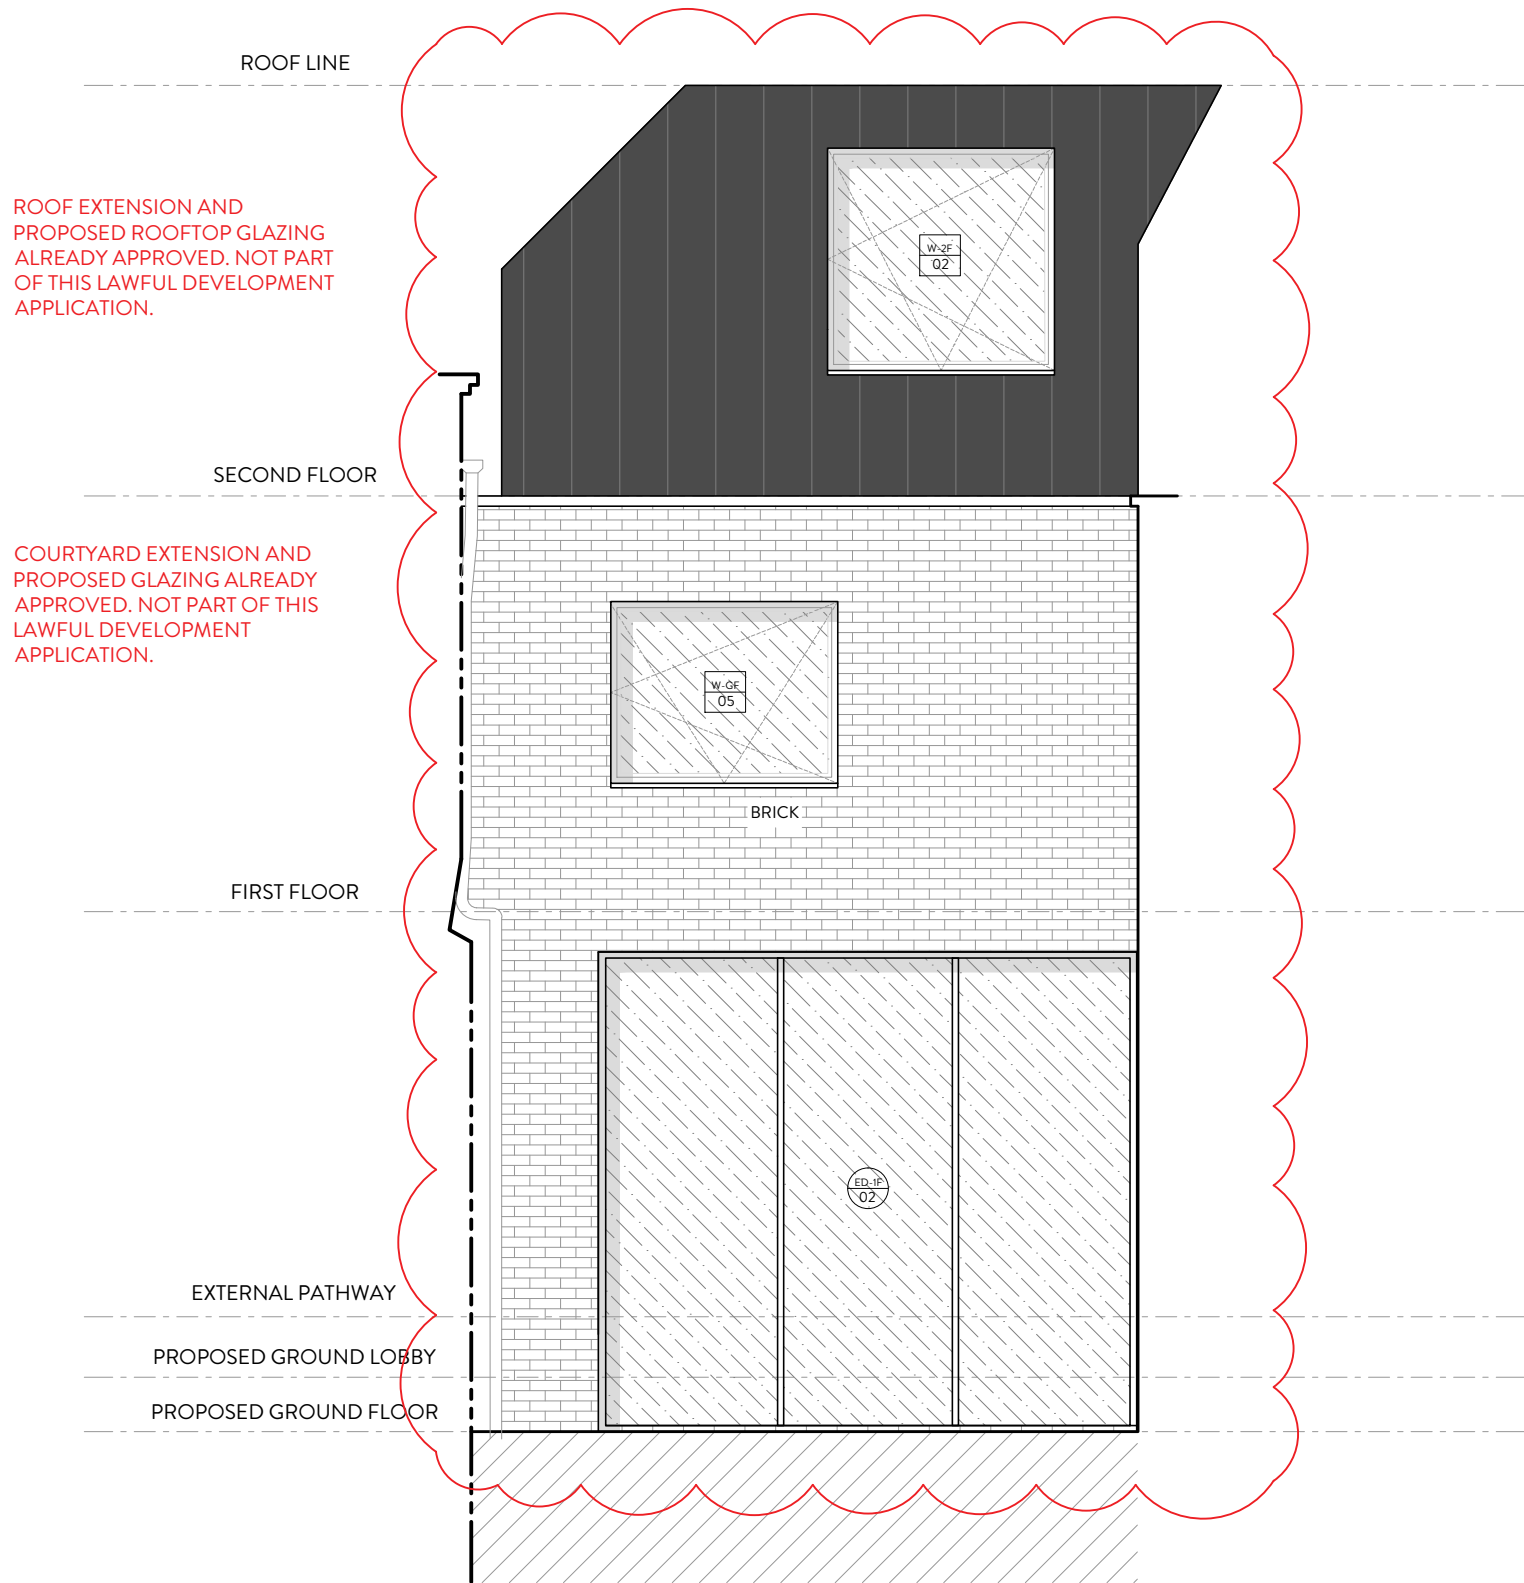 ROOF LINE
ROOF EXTENSION AND
PROPOSED ROOFTOP GLAZING
ALREADY APPROVED. NOT PART
OF THIS LAWFUL DEVELOPMENT
APPLICATION.
W-2F
02
SECOND FLOOR
COURTYARD EXTENSION AND
PROPOSED GLAZING ALREADY
APPROVED. NOT PART OF THIS
LAWFUL DEVELOPMENT
APPLICATION.
W-GF
05
BRICK
FIRST FLOOR
ED-1F
02
EXTERNAL PATHWAY
PROPOSED GROUND LOBBY
PROPOSED GROUND FLOOR